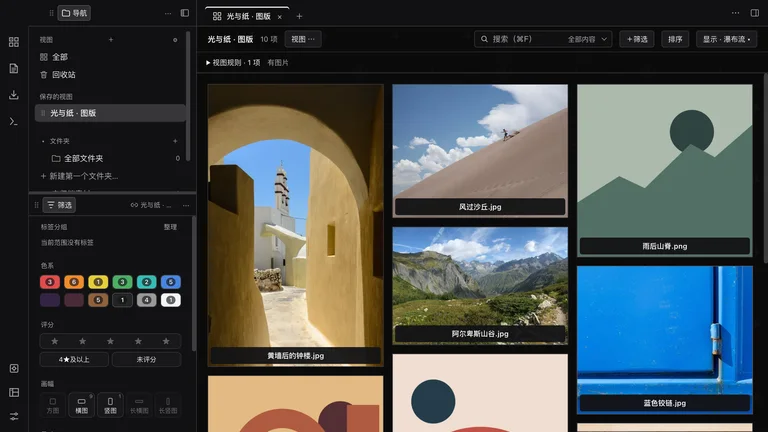 导航
光与纸 · 图版
视图
全部
回收站
保存的视图
光与纸 · 图版
文件夹
全部文件夹 0
新建第一个文件夹...
筛选
光与纸 · ...
标签分组 整理
当前范围没有标签
色系
3 6 1 3 2 5
5 1 4 1
评分
4★及以上 未评分
画幅
方图 横图 竖图 长横图 长竖图
光与纸 · 图版 10 项 视图 ···
搜索（⌘F） 全部内容
+筛选 排序 显示 · 瀑布流
视图规则 · 1 项 有图片
黄墙后的钟楼.jpg
风过沙丘.jpg
阿尔卑斯山谷.jpg
雨后山脊.png
蓝色铰链.jpg